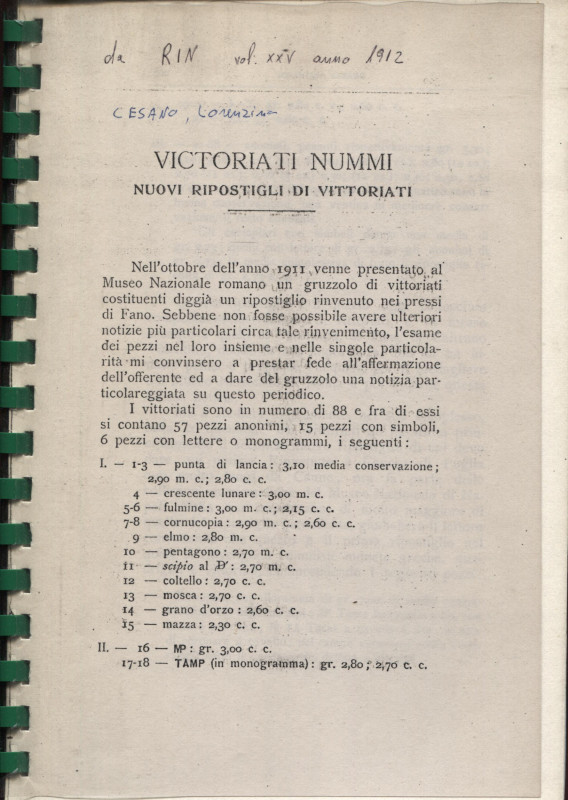 da RIN vol. XXV anno 1912
CESANO, Lorenzina
VICTORIATI NUMMI
NUOVI RIPOSTIGLI DI VITTORIATI
Nell'ottobre dell'anno 1911 venne presentato al
Museo Nazionale romano un gruzzolo di vittoriati
costituenti diggià un ripostiglio rinvenuto nei pressi
di Fano. Sebbene non fosse possibile avere ulteriori
notizie più particolari circa tale rinvenimento, l'esame
dei pezzi nel loro insieme e nelle singole particola-
rità mi convinsero a prestar fede all'affermazione
dell'offerente ed a dare del gruzzolo una notizia par-
ticolareggiata su questo periodico.
I vittoriati sono in numero di 88 e fra di essi
si contano 57 pezzi anonimi, 15 pezzi con simboli,
6 pezzi con lettere o monogrammi, i seguenti:
I. — 1-3 — punta di lancia: 3,10 media conservazione;
2,90 m. c.; 2,80 c. c.
4 — crescente lunare: 3,00 m. c.
5-6 — fulmine: 3,00 m. c.; 2,15 c. c.
7-8 — cornucopia: 2,90 m. c.; 2,60 c. c.
9 — elmo: 2,80 m. c.
10 — pentagono: 2,70 m. c.
11 — scipio al : 2,70 m. c.
12 — coltello: 2,70 c. c.
13 — mosca: 2,70 c. c.
14 — grano d'orzo: 2,60 c. c.
15 — mazza: 2,30 c. c.
II. — 16 — MP: gr. 3,00 c. c.
17-18 — TAMP (in monogramma): gr. 2,80; 2,70 c. c.